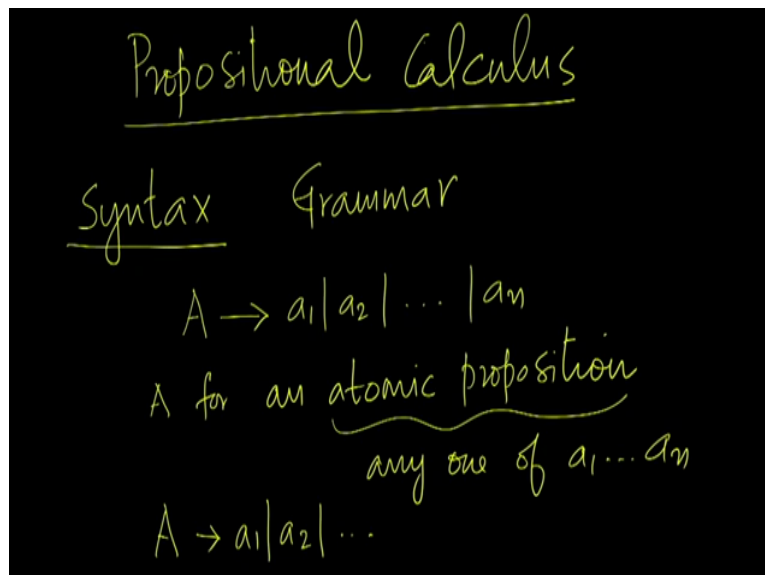 Propositional Calculus
Syntax Grammar
A → a₁ | a₂ | ... | aₙ
A for an atomic proposition
any one of a₁ ... aₙ
A → a₁ | a₂ | ...